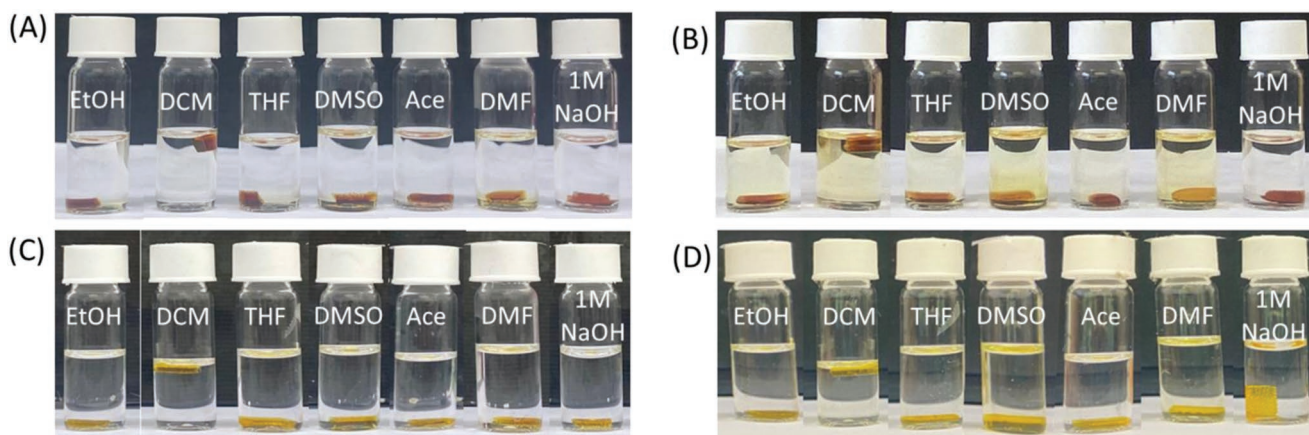 (A)
EtOH DCM THF DMSO Ace DMF 1M NaOH
(B)
EtOH DCM THF DMSO Ace DMF 1M NaOH
(C)
EtOH DCM THF DMSO Ace DMF 1M NaOH
(D)
EtOH DCM THF DMSO Ace DMF 1M NaOH